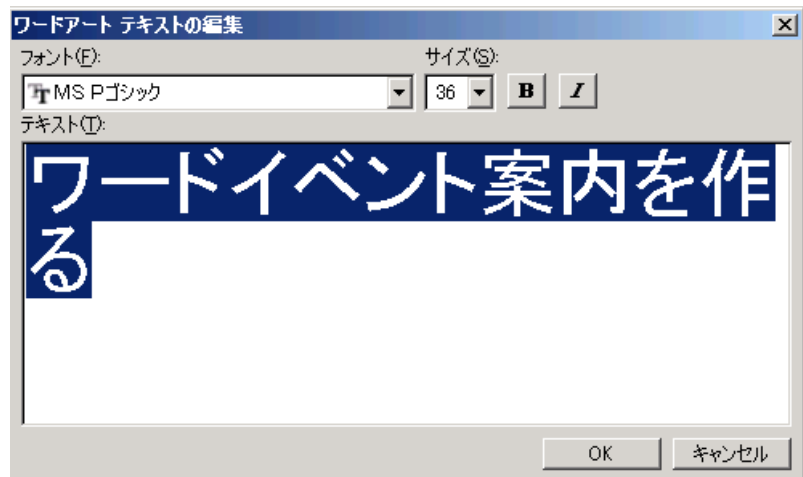 ワードアート テキストの編集
フォント(F):
サイズ(S):
MS Pゴシック
36
B
I
テキスト(T):
ワードイベント案内を作
る
OK
キャンセル